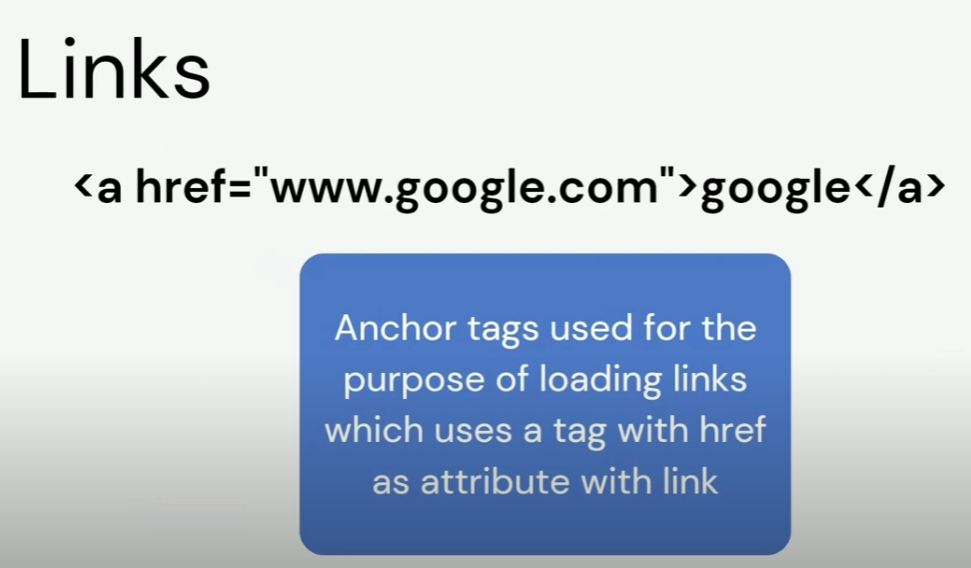 Links
<a href="www.google.com">google</a>
Anchor tags used for the
purpose of loading links
which uses a tag with href
as attribute with link